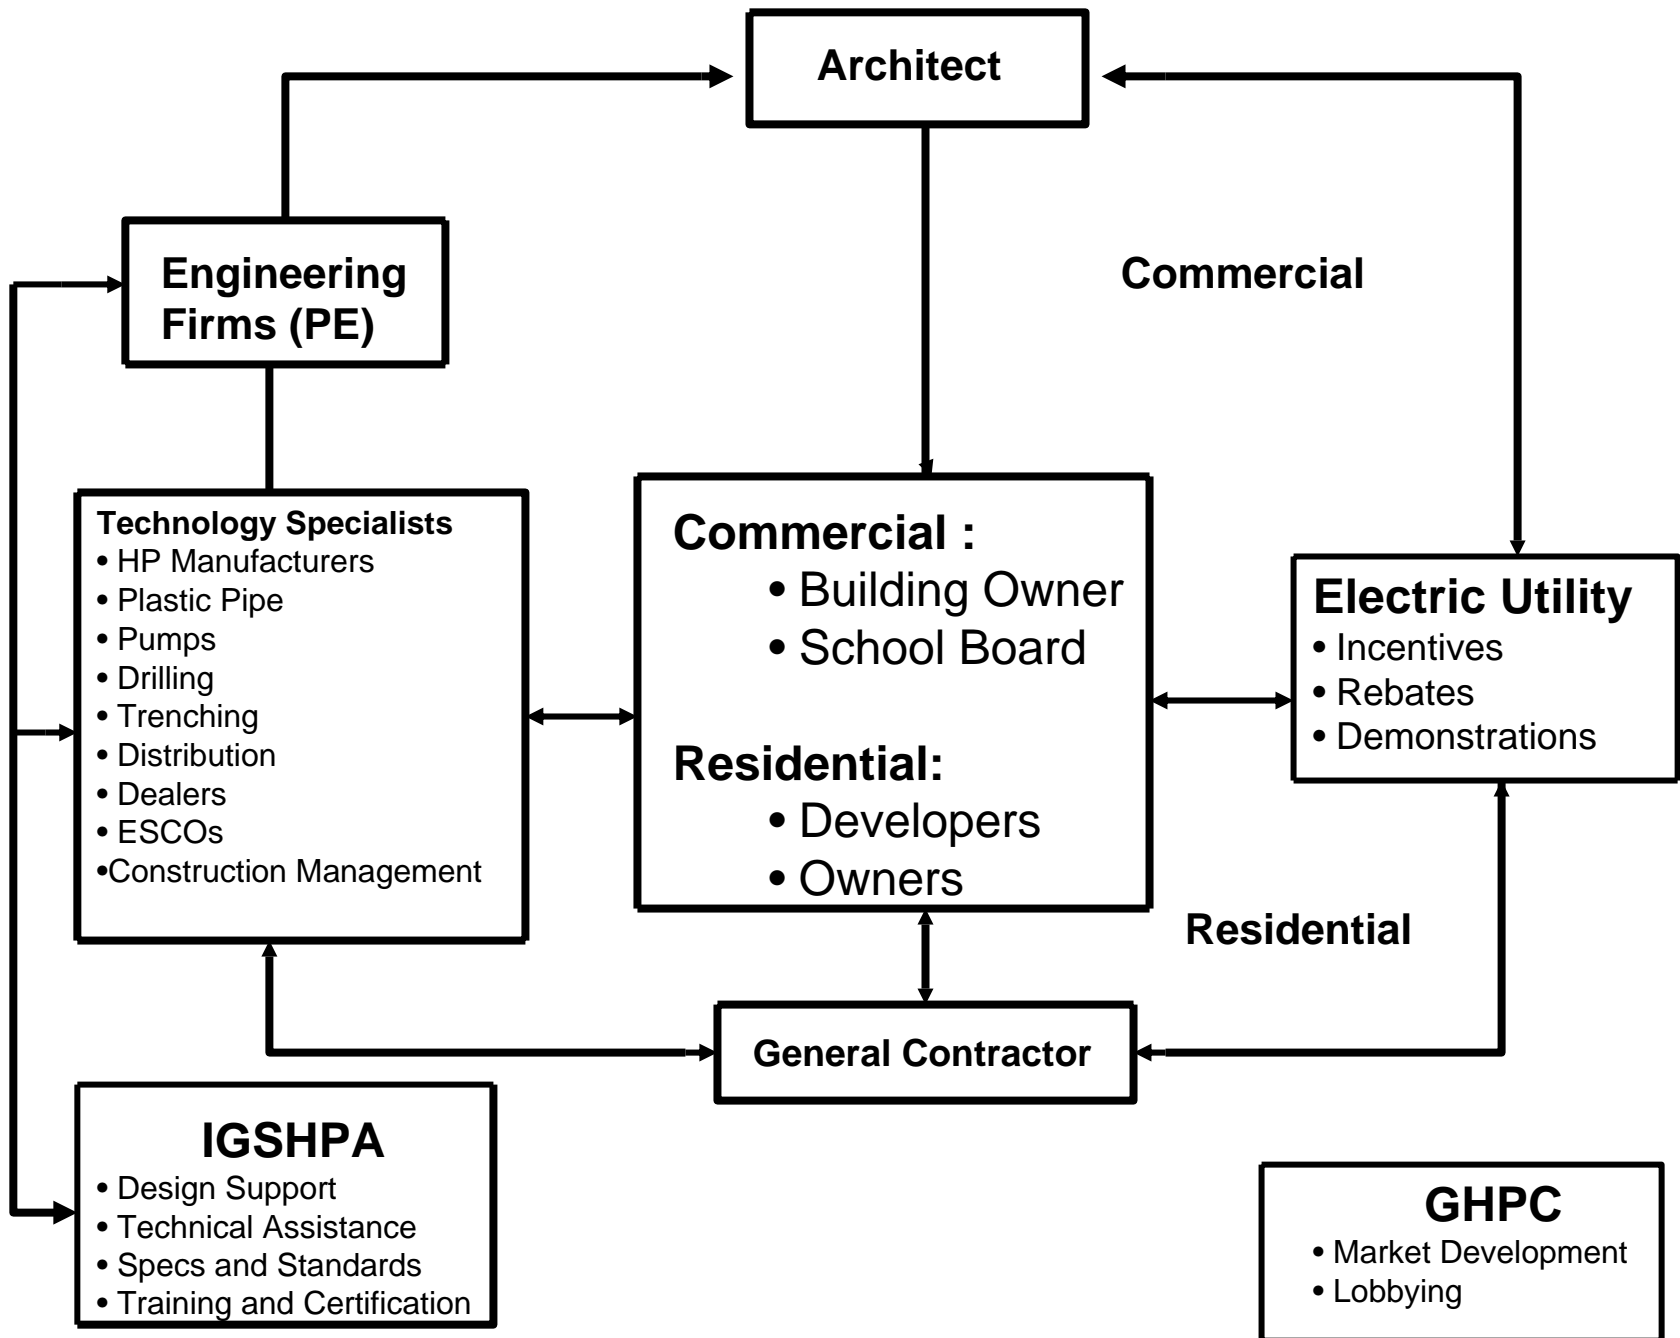 Architect
Engineering
Firms (PE)
Commercial
Technology Specialists
• HP Manufacturers
• Plastic Pipe
• Pumps
• Drilling
• Trenching
• Distribution
• Dealers
• ESCOs
•Construction Management
Commercial :
• Building Owner
• School Board
Residential:
• Developers
• Owners
Electric Utility
• Incentives
• Rebates
• Demonstrations
Residential
General Contractor
IGSHPA
• Design Support
• Technical Assistance
• Specs and Standards
• Training and Certification
GHPC
• Market Development
• Lobbying